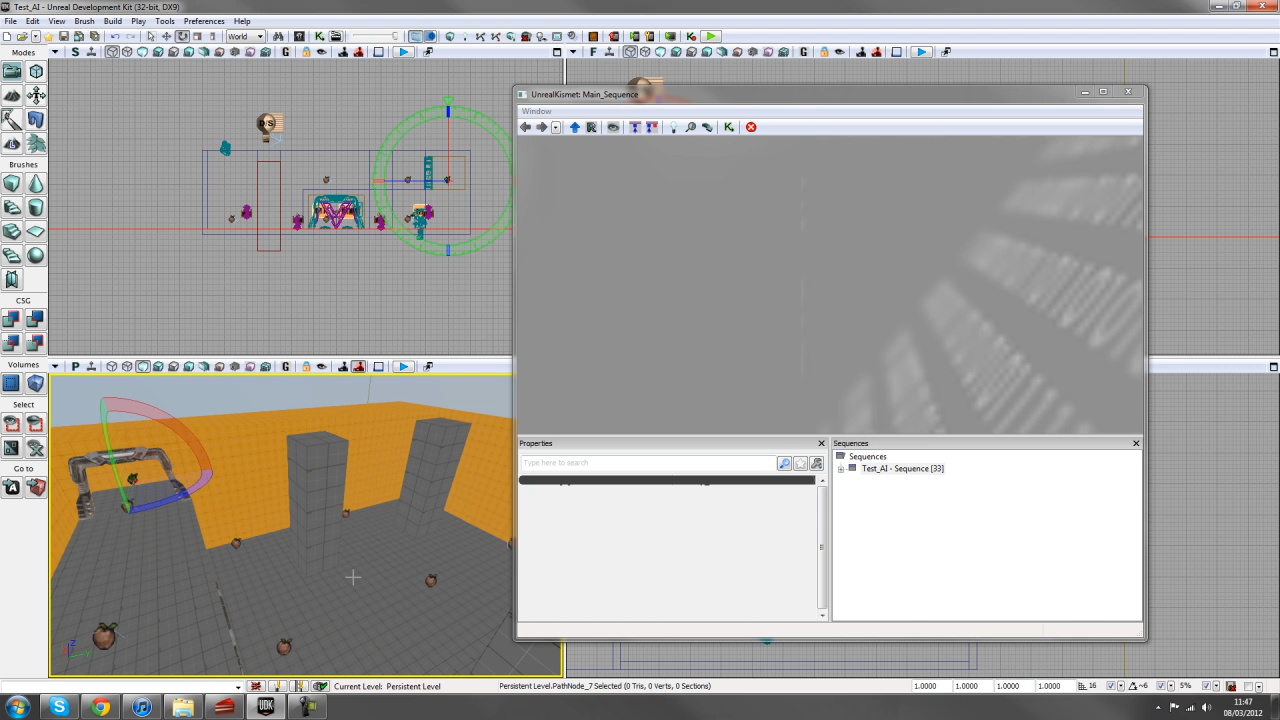 Test_AI - Unreal Development Kit (32-bit, DX9)
File Edit View Brush Build Play Tools Preferences Help
World
Modes
S
G
F
UnrealKismet: Main_Sequence
Window
D/S
Brushes
CSG
Volumes
P
G
Select
Go to
Properties
Sequences
Type here to search
Sequences
Test_AI - Sequence [33]
Z
Y
Current Level: Persistent Level
Persistent Level.PathNode_7 Selected (0 Tris, 0 Verts, 0 Sections)
1.0000 1.0000 1.0000 1.0000 16 ~6 5%
UDK
11:47
08/03/2012